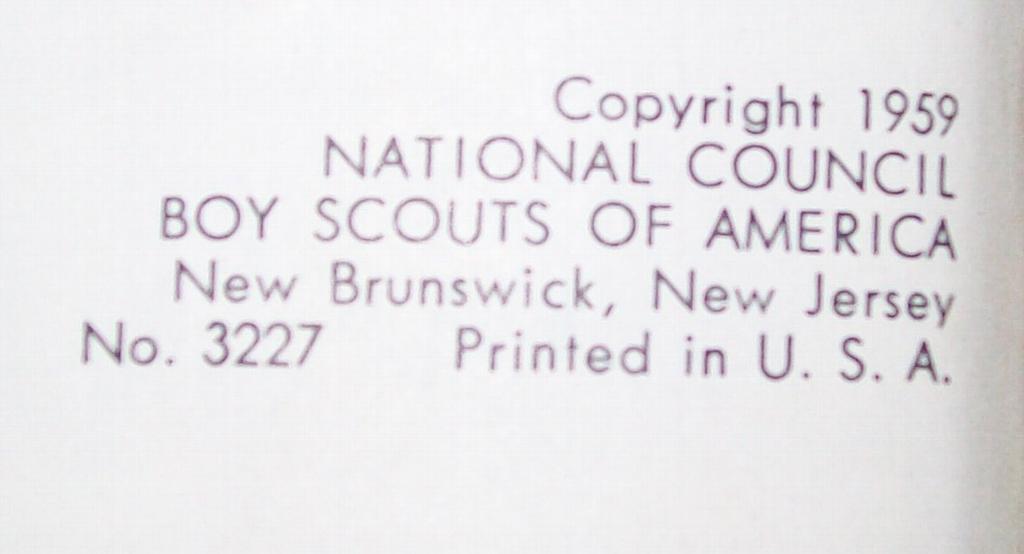 Copyright 1959
NATIONAL COUNCIL
BOY SCOUTS OF AMERICA
New Brunswick, New Jersey
No. 3227 Printed in U. S. A.